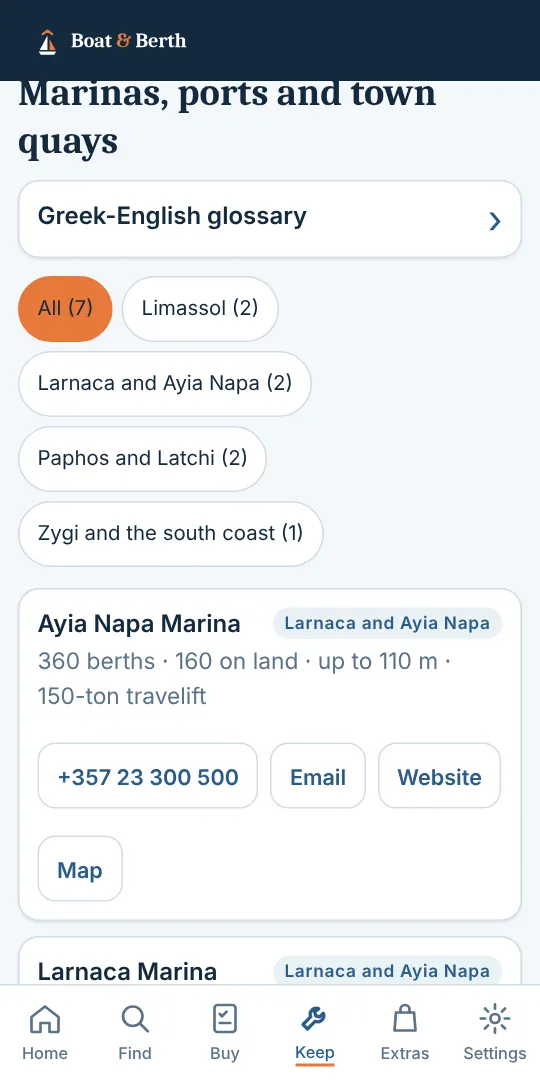 Boat & Berth
Marinas, ports and town
quays
Greek-English glossary
All (7)
Limassol (2)
Larnaca and Ayia Napa (2)
Paphos and Latchi (2)
Zygi and the south coast (1)
Ayia Napa Marina
Larnaca and Ayia Napa
360 berths · 160 on land · up to 110 m ·
150-ton travelift
+357 23 300 500
Email
Website
Map
Larnaca Marina
Larnaca and Ayia Napa
Home
Find
Buy
Keep
Extras
Settings